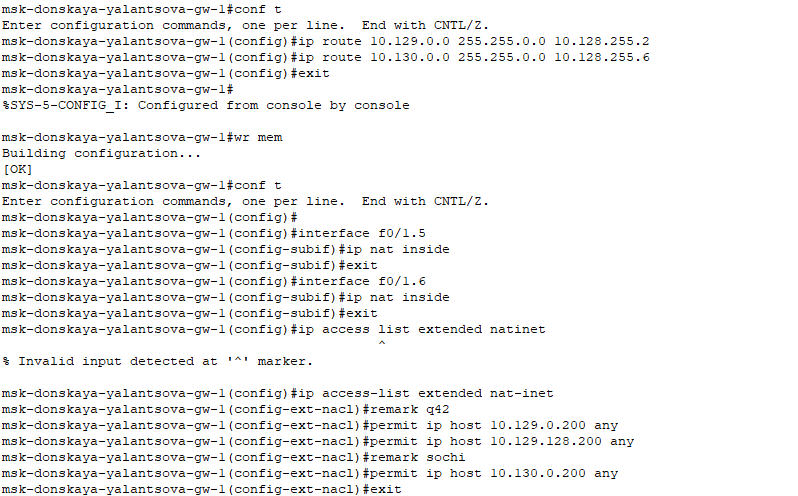 msk-donskaya-yalantsova-gw-1#conf t
Enter configuration commands, one per line.  End with CNTL/Z.
msk-donskaya-yalantsova-gw-1(config)#ip route 10.129.0.0 255.255.0.0 10.128.255.2
msk-donskaya-yalantsova-gw-1(config)#ip route 10.130.0.0 255.255.0.0 10.128.255.6
msk-donskaya-yalantsova-gw-1(config)#exit
msk-donskaya-yalantsova-gw-1#
%SYS-5-CONFIG_I: Configured from console by console

msk-donskaya-yalantsova-gw-1#wr mem
Building configuration...
[OK]
msk-donskaya-yalantsova-gw-1#conf t
Enter configuration commands, one per line.  End with CNTL/Z.
msk-donskaya-yalantsova-gw-1(config)#
msk-donskaya-yalantsova-gw-1(config)#interface f0/1.5
msk-donskaya-yalantsova-gw-1(config-subif)#ip nat inside
msk-donskaya-yalantsova-gw-1(config-subif)#exit
msk-donskaya-yalantsova-gw-1(config)#interface f0/1.6
msk-donskaya-yalantsova-gw-1(config-subif)#ip nat inside
msk-donskaya-yalantsova-gw-1(config-subif)#exit
msk-donskaya-yalantsova-gw-1(config)#ip access list extended natinet
                                               ^
% Invalid input detected at '^' marker.

msk-donskaya-yalantsova-gw-1(config)#ip access-list extended nat-inet
msk-donskaya-yalantsova-gw-1(config-ext-nacl)#remark q42
msk-donskaya-yalantsova-gw-1(config-ext-nacl)#permit ip host 10.129.0.200 any
msk-donskaya-yalantsova-gw-1(config-ext-nacl)#permit ip host 10.129.128.200 any
msk-donskaya-yalantsova-gw-1(config-ext-nacl)#remark sochi
msk-donskaya-yalantsova-gw-1(config-ext-nacl)#permit ip host 10.130.0.200 any
msk-donskaya-yalantsova-gw-1(config-ext-nacl)#exit